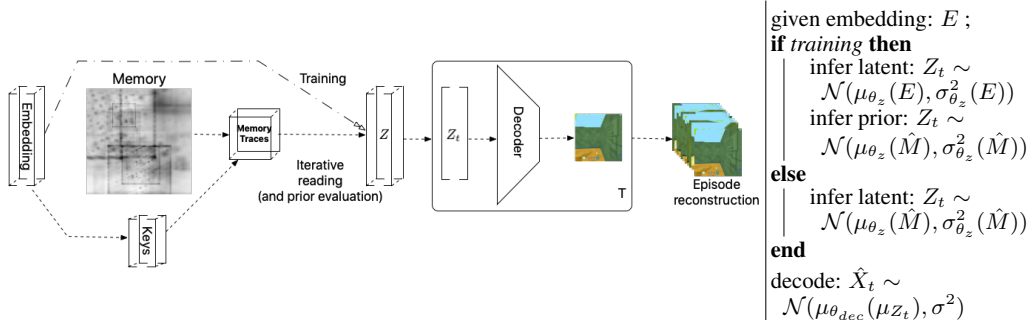 Embedding
Memory
Training
Memory
Traces
Iterative
reading
(and prior evaluation)
Keys
Z
Z_t
Decoder
T
Episode
reconstruction
given embedding: E ;
if training then
infer latent: Z_t ∼
𝒩(μ_{θ_z}(E), σ²_{θ_z}(E))
infer prior: Z_t ∼
𝒩(μ_{θ_z}(M̂), σ²_{θ_z}(M̂))
else
infer latent: Z_t ∼
𝒩(μ_{θ_z}(M̂), σ²_{θ_z}(M̂))
end
decode: X̂_t ∼
𝒩(μ_{θ_{dec}}(μ_{Z_t}), σ²)